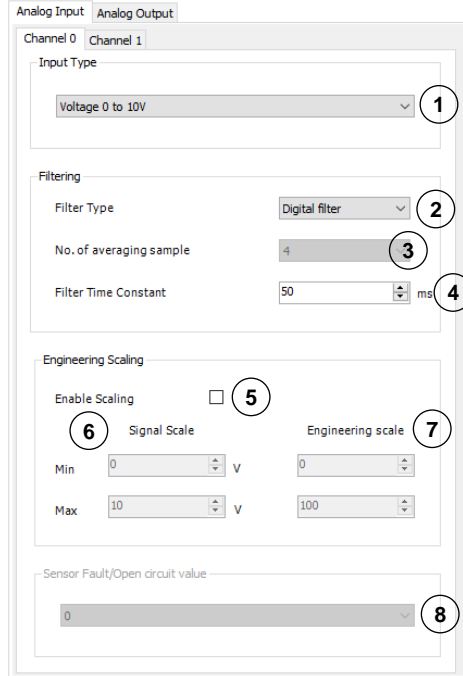 Analog Input Analog Output
Channel 0 Channel 1
Input Type
Voltage 0 to 10V 1
Filtering
Filter Type Digital filter 2
No. of averaging sample 4 3
Filter Time Constant 50 ms 4
Engineering Scaling
Enable Scaling 5
6 Signal Scale Engineering scale 7
Min 0 V 0
Max 10 V 100
Sensor Fault/Open circuit value
0 8